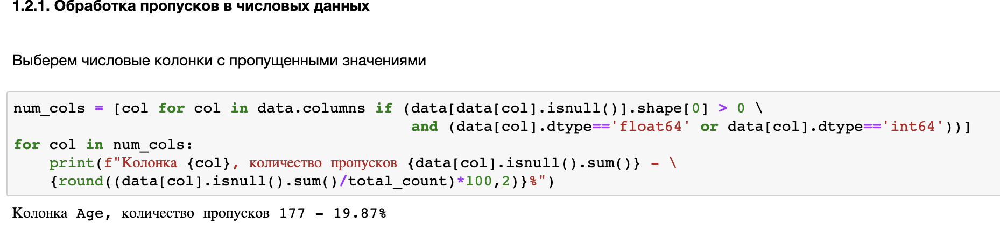 1.2.1. Обработка пропусков в числовых данных
Выберем числовые колонки с пропущенными значениями
num_cols = [col for col in data.columns if (data[data[col].isnull()].shape[0] > 0 \
and (data[col].dtype=='float64' or data[col].dtype=='int64'))]
for col in num_cols:
    print(f"Колонка {col}, количество пропусков {data[col].isnull().sum()} - \
    {round((data[col].isnull().sum()/total_count)*100,2)}%")
Колонка Age, количество пропусков 177 - 19.87%